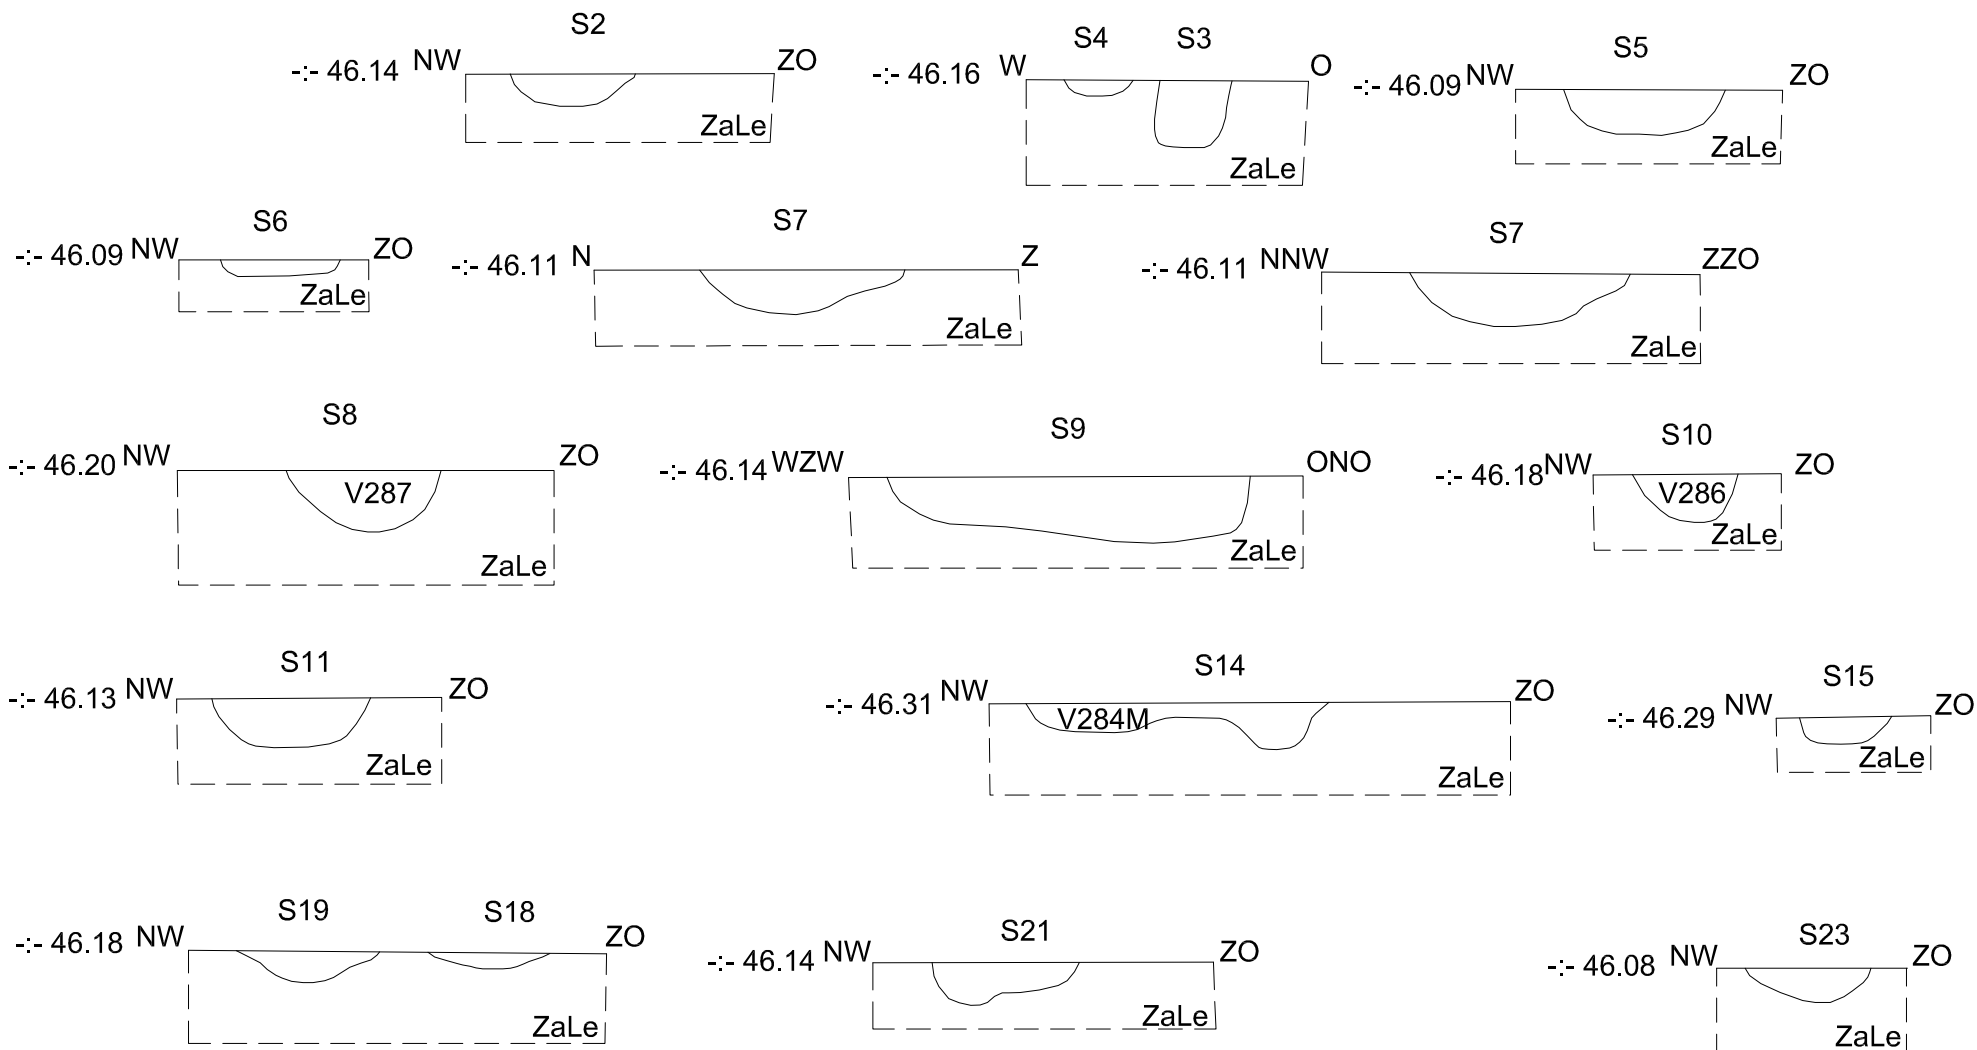 S2
-:- 46.14 NW ZO
ZaLe
S4 S3
-:- 46.16 W O
ZaLe
S5
-:- 46.09 NW ZO
ZaLe
S6
-:- 46.09 NW ZO
ZaLe
S7
-:- 46.11 N Z
ZaLe
S7
-:- 46.11 NNW ZZO
ZaLe
S8
-:- 46.20 NW ZO
V287
ZaLe
S9
-:- 46.14 WZW ONO
ZaLe
S10
-:- 46.18 NW ZO
V286
ZaLe
S11
-:- 46.13 NW ZO
ZaLe
S14
-:- 46.31 NW ZO
V284M
ZaLe
S15
-:- 46.29 NW ZO
ZaLe
S19 S18
-:- 46.18 NW ZO
ZaLe
S21
-:- 46.14 NW ZO
ZaLe
S23
-:- 46.08 NW ZO
ZaLe